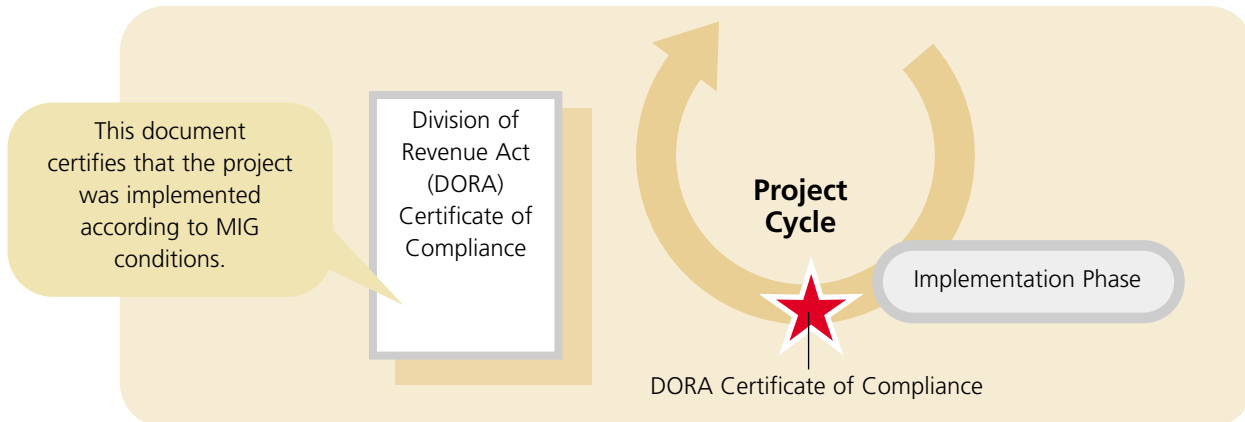 This document
certifies that the project
was implemented
according to MIG
conditions.
Division of
Revenue Act
(DORA)
Certificate of
Compliance
Project
Cycle
Implementation Phase
DORA Certificate of Compliance